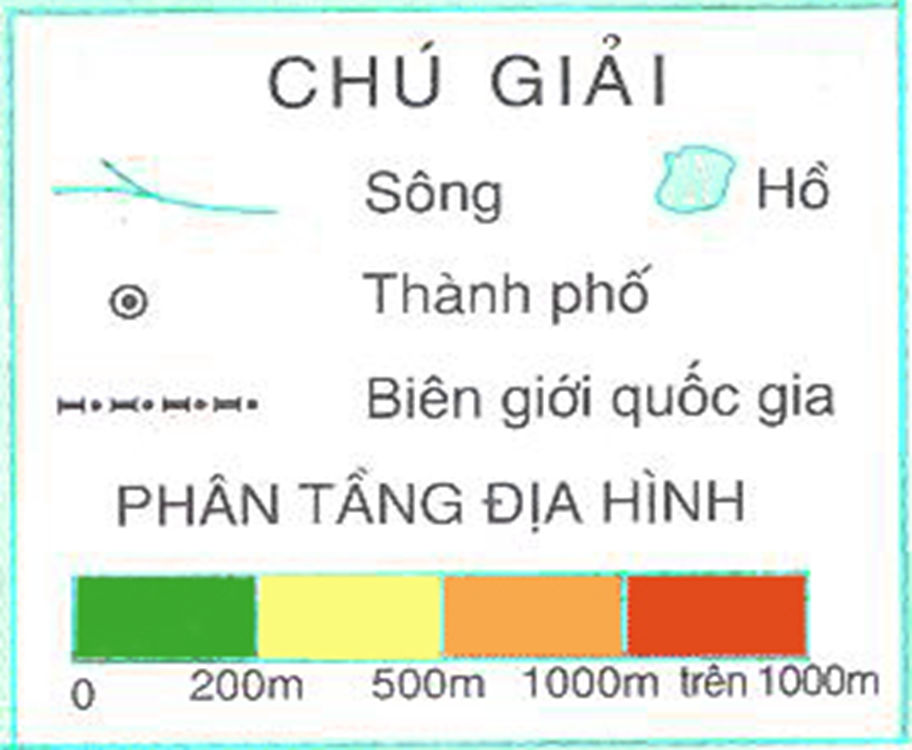 CHÚ GIẢI
Sông Hồ
Thành phố
Biên giới quốc gia
PHÂN TẦNG ĐỊA HÌNH
0 200m 500m 1000m trên 1000m